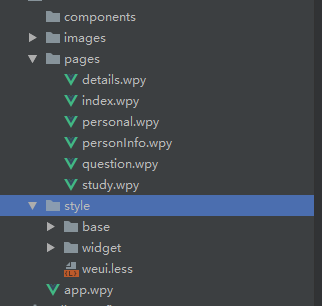 components
images
pages
details.wpy
index.wpy
personal.wpy
personInfo.wpy
question.wpy
study.wpy
style
base
widget
weui.less
app.wpy